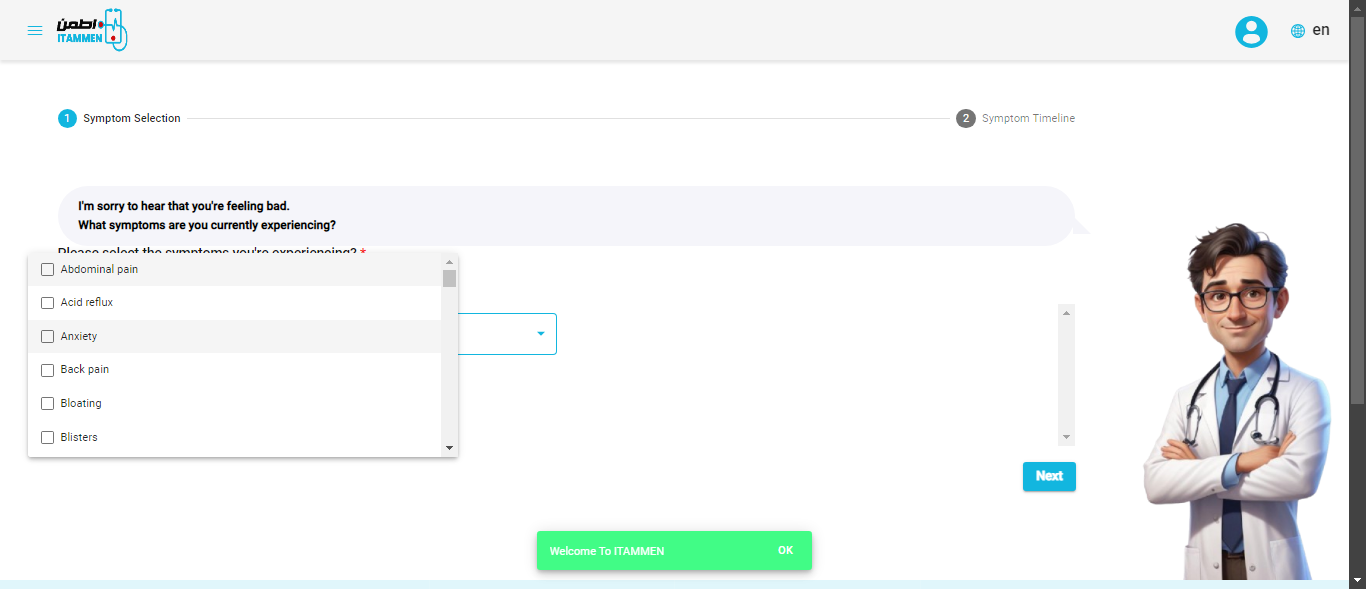 اطمن
ITAMMEN
en
1 Symptom Selection
2 Symptom Timeline
I'm sorry to hear that you're feeling bad.
What symptoms are you currently experiencing?
Please select the symptoms you're experiencing? *
Abdominal pain
Acid reflux
Anxiety
Back pain
Bloating
Blisters
Next
Welcome To ITAMMEN OK